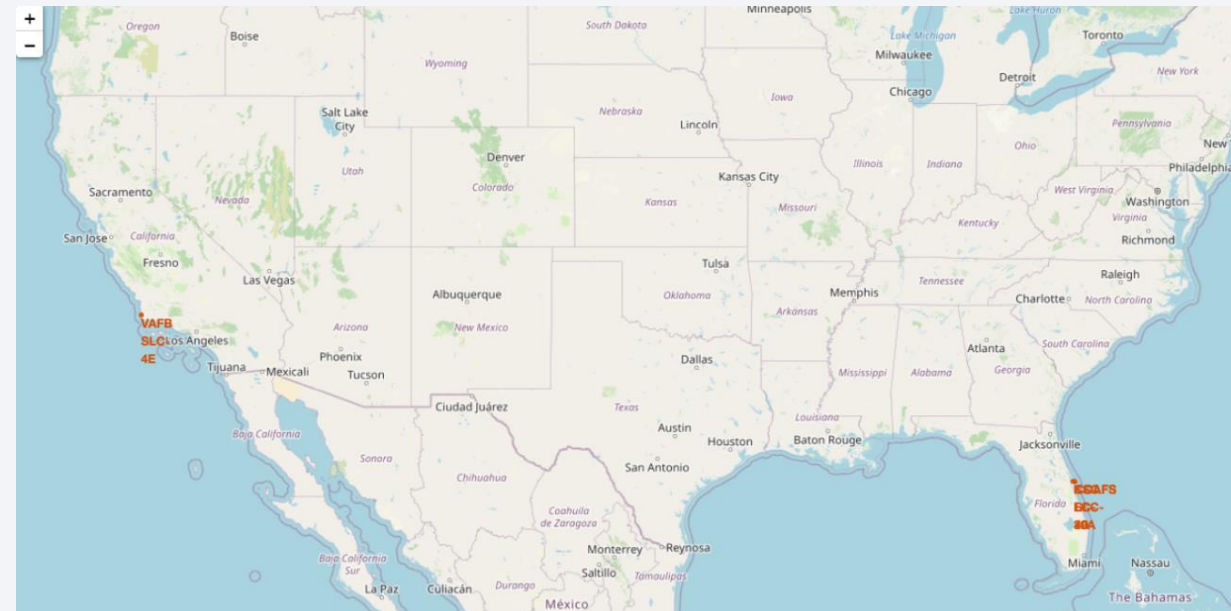 +
−
Oregon
Boise
South Dakota
Minneapolis
Lake Huron
Lake Michigan
Toronto
Milwaukee
Wyoming
Detroit
New York
Chicago
Iowa
Salt Lake
City
Nebraska
Lincoln
Pennsylvania
New
Denver
Ohio
Illinois
Indiana
Philadelphia
Utah
Colorado
Kansas City
Sacramento
Nevada
Kansas
Missouri
West Virginia
Washington
Virginia
San Jose
California
Kentucky
Richmond
Fresno
Las Vegas
Tulsa
Raleigh
Albuquerque
Oklahoma
Memphis
Tennessee
Charlotte
North Carolina
Arkansas
VAFB
SLC-
4E
Los Angeles
Arizona
New Mexico
Phoenix
Atlanta
South Carolina
Tijuana
Mexicali
Tucson
Dallas
Mississippi
Alabama
Georgia
Ciudad Juárez
Texas
Louisiana
Baja California
Austin
Houston
Baton Rouge
Jacksonville
Sonora
San Antonio
Chihuahua
Florida
Coahuila
de Zaragoza
Monterrey
Reynosa
Baja California
Sur
Saltillo
Tamaulipas
Miami
Nassau
La Paz
Culiacán
Durango
México
The Bahamas